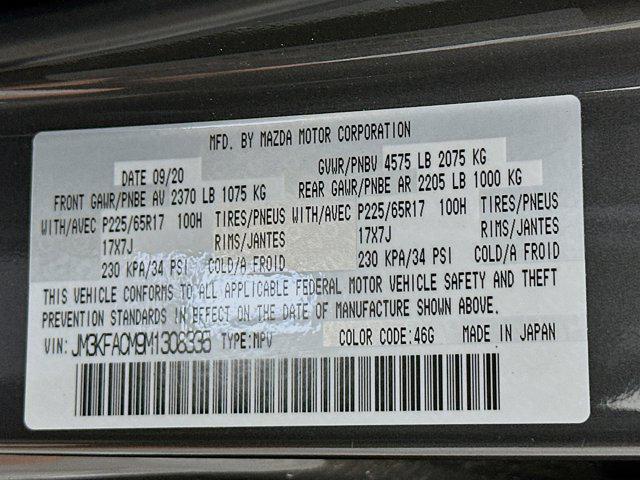 MFD. BY MAZDA MOTOR CORPORATION
DATE 09/20 GVWR/PNBV 4575 LB 2075 KG
FRONT GAWR/PNBE AV 2370 LB 1075 KG REAR GAWR/PNBE AR 2205 LB 1000 KG
WITH/AVEC P225/65R17 100H TIRES/PNEUS WITH/AVEC P225/65R17 100H TIRES/PNEUS
17X7J RIMS/JANTES 17X7J RIMS/JANTES
230 KPA/34 PSI COLD/A FROID 230 KPA/34 PSI COLD/A FROID
THIS VEHICLE CONFORMS TO ALL APPLICABLE FEDERAL MOTOR VEHICLE SAFETY AND THEFT
PREVENTION STANDARDS IN EFFECT ON THE DATE OF MANUFACTURE SHOWN ABOVE.
VIN: TYPE:MPV COLOR CODE:46G MADE IN JAPAN